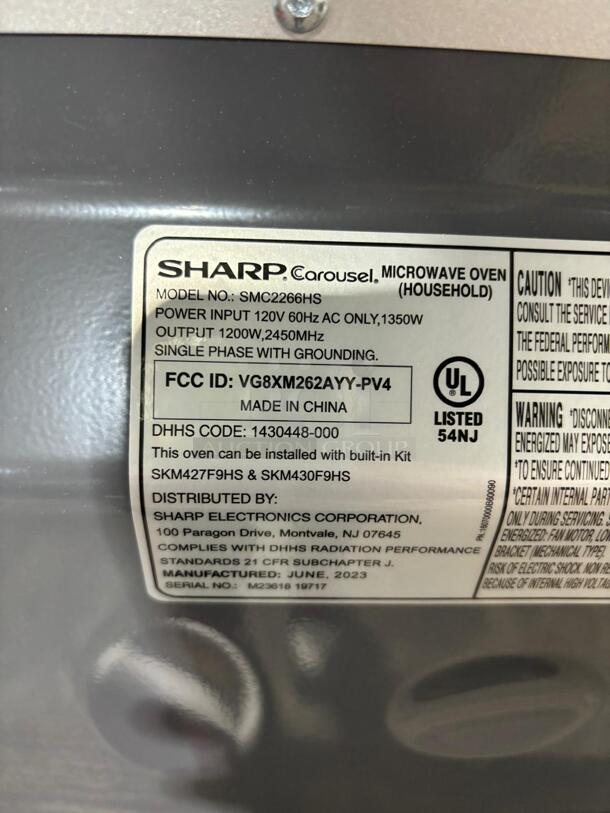 SHARP® Carousel® MICROWAVE OVEN
(HOUSEHOLD)
MODEL NO.: SMC2266HS
POWER INPUT 120V 60Hz AC ONLY,1350W
OUTPUT 1200W,2450MHz
SINGLE PHASE WITH GROUNDING.
FCC ID: VG8XM262AYY-PV4
MADE IN CHINA
UL
LISTED
54NJ
DHHS CODE: 1430448-000
This oven can be installed with built-in Kit
SKM427F9HS & SKM430F9HS
DISTRIBUTED BY:
SHARP ELECTRONICS CORPORATION,
100 Paragon Drive, Montvale, NJ 07645
COMPLIES WITH DHHS RADIATION PERFORMANCE
STANDARDS 21 CFR SUBCHAPTER J.
MANUFACTURED: JUNE, 2023
SERIAL NO.: M23618 19717
CAUTION "THIS DEVI
CONSULT THE SERVICE
THE FEDERAL PERFORM
POSSIBLE EXPOSURE TO
WARNING "DISCONNE
ENERGIZED MAY EXPOSE
"TO ENSURE CONTINUED
"CERTAIN INTERNAL PART
ONLY DURING SERVICING.
ENERGIZED: FAN MOTOR, LOW
BRACKET (MECHANICAL TYPE)
RISK OF ELECTRIC SHOCK. NON RE
BECAUSE OF INTERNAL HIGH VOLTA
AUCTION GROUP